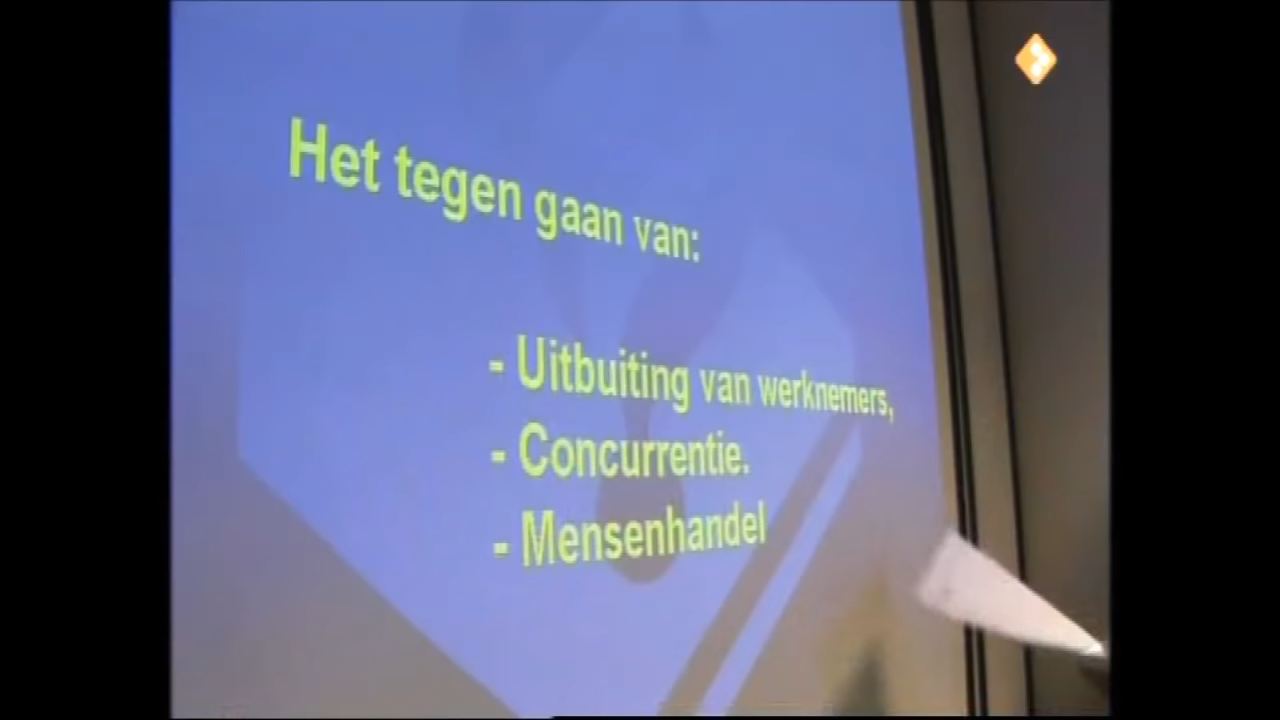 Het tegen gaan van:
- Uitbuiting van werknemers,
- Concurrentie.
- Mensenhandel